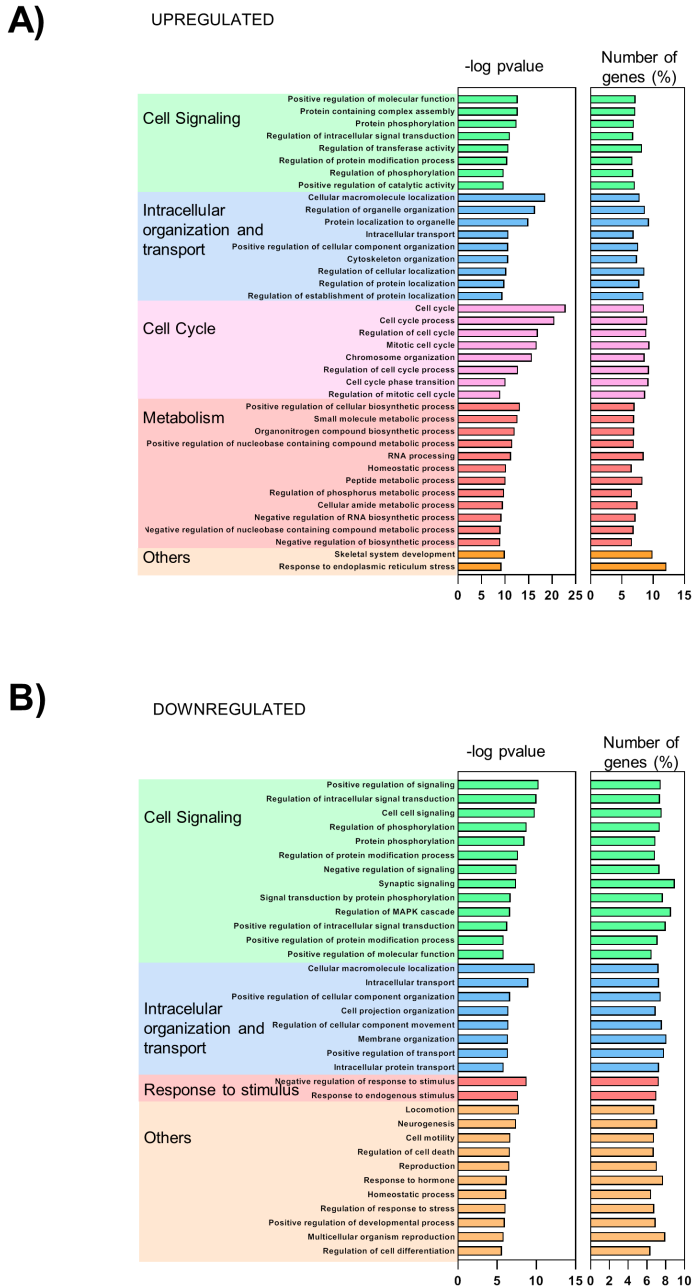 A)
UPREGULATED
-log pvalue
Number of
genes (%)
Cell Signaling
Positive regulation of molecular function
Protein containing complex assembly
Protein phosphorylation
Regulation of intracellular signal transduction
Regulation of transferase activity
Regulation of protein modification process
Regulation of phosphorylation
Positive regulation of catalytic activity
Intracellular
organization and
transport
Cellular macromolecule localization
Regulation of organelle organization
Protein localization to organelle
Intracellular transport
Positive regulation of cellular component organization
Cytoskeleton organization
Regulation of cellular localization
Regulation of protein localization
Regulation of establishment of protein localization
Cell Cycle
Cell cycle
Cell cycle process
Regulation of cell cycle
Mitotic cell cycle
Chromosome organization
Regulation of cell cycle process
Cell cycle phase transition
Regulation of mitotic cell cycle
Metabolism
Positive regulation of cellular biosynthetic process
Small molecule metabolic process
Organonitrogen compound biosynthetic process
Positive regulation of nucleobase containing compound metabolic process
RNA processing
Homeostatic process
Peptide metabolic process
Regulation of phosphorus metabolic process
Cellular amide metabolic process
Negative regulation of RNA biosynthetic process
Negative regulation of nucleobase containing compound metabolic process
Negative regulation of biosynthetic process
Others
Skeletal system development
Response to endoplasmic reticulum stress
0 5 10 15 20 25 0 5 10 15
B)
DOWNREGULATED
-log pvalue
Number of
genes (%)
Cell Signaling
Positive regulation of signaling
Regulation of intracellular signal transduction
Cell cell signaling
Regulation of phosphorylation
Protein phosphorylation
Regulation of protein modification process
Negative regulation of signaling
Synaptic signaling
Signal transduction by protein phosphorylation
Regulation of MAPK cascade
Positive regulation of intracellular signal transduction
Positive regulation of protein modification process
Positive regulation of molecular function
Intracelular
organization and
transport
Cellular macromolecule localization
Intracellular transport
Positive regulation of cellular component organization
Cell projection organization
Regulation of cellular component movement
Membrane organization
Positive regulation of transport
Intracellular protein transport
Response to stimulus
Negative regulation of response to stimulus
Response to endogenous stimulus
Others
Locomotion
Neurogenesis
Cell motility
Regulation of cell death
Reproduction
Response to hormone
Homeostatic process
Regulation of response to stress
Positive regulation of developmental process
Multicellular organism reproduction
Regulation of cell differentiation
0 5 10 15 0 2 4 6 8 10